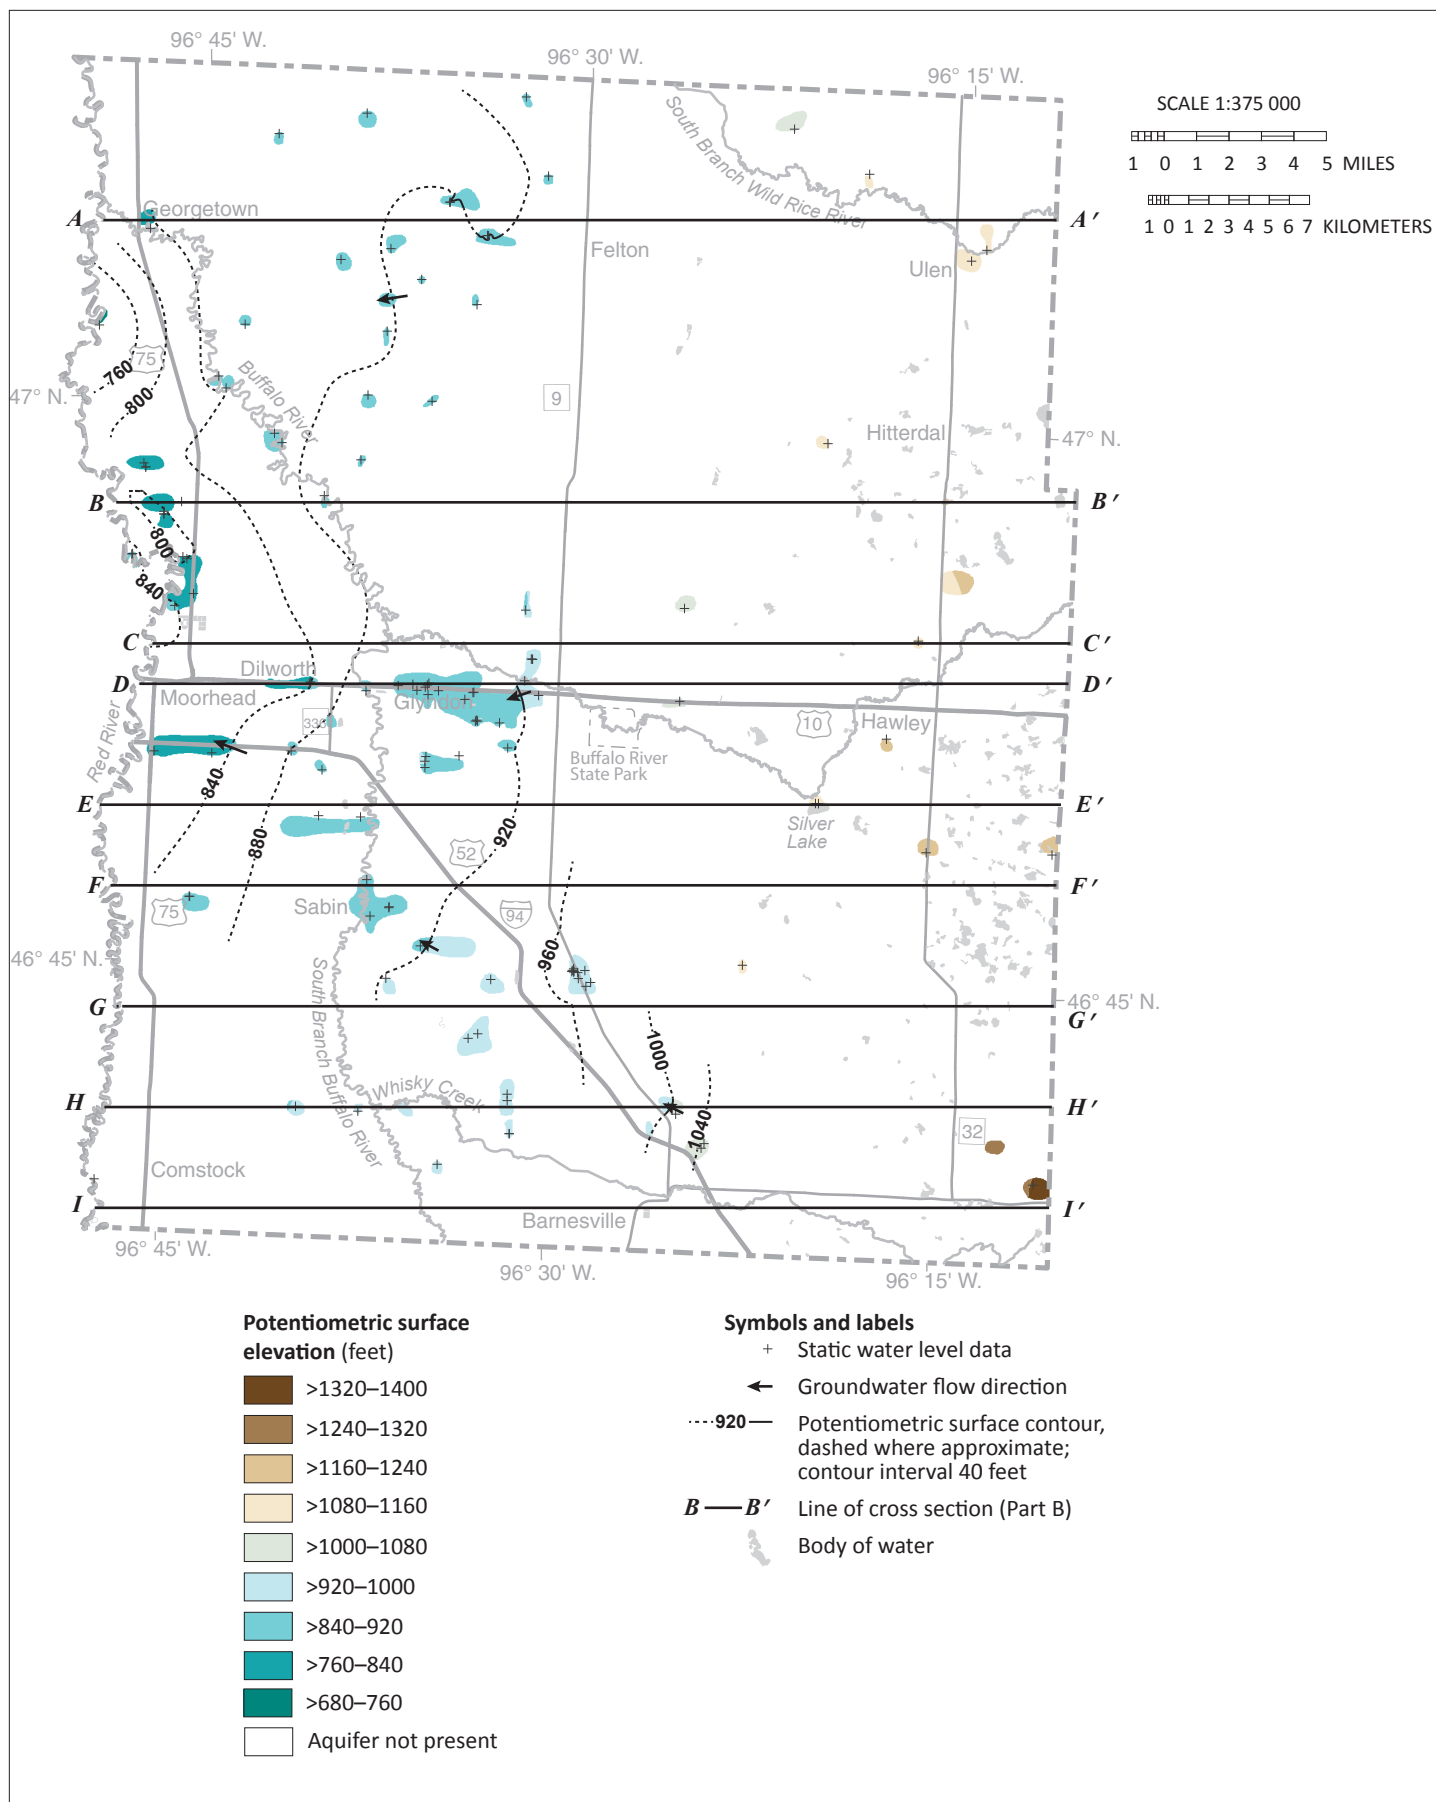 96° 45' W.
96° 30' W.
96° 15' W.
SCALE 1:375 000
1 0 1 2 3 4 5 MILES
1 0 1 2 3 4 5 6 7 KILOMETERS
South Branch Wild Rice River
Georgetown
A
A'
Felton
Ulen
75
760
800
Buffalo River
47° N.
9
Hitterdal
47° N.
B
B'
800
840
C
C'
Dilworth
D
D'
Moorhead
Glyndon
336
10
Hawley
Red River
Buffalo River
State Park
840
E
E'
Silver
Lake
880
920
52
F
F'
75
Sabin
94
960
46° 45' N.
G
G'
46° 45' N.
South Branch Buffalo River
1000
Whisky Creek
H
H'
1040
32
Comstock
I
I'
Barnesville
96° 45' W.
96° 30' W.
96° 15' W.
Potentiometric surface
elevation (feet)
>1320–1400
>1240–1320
>1160–1240
>1080–1160
>1000–1080
>920–1000
>840–920
>760–840
>680–760
Aquifer not present
Symbols and labels
Static water level data
Groundwater flow direction
920
Potentiometric surface contour,
dashed where approximate;
contour interval 40 feet
B B' Line of cross section (Part B)
Body of water